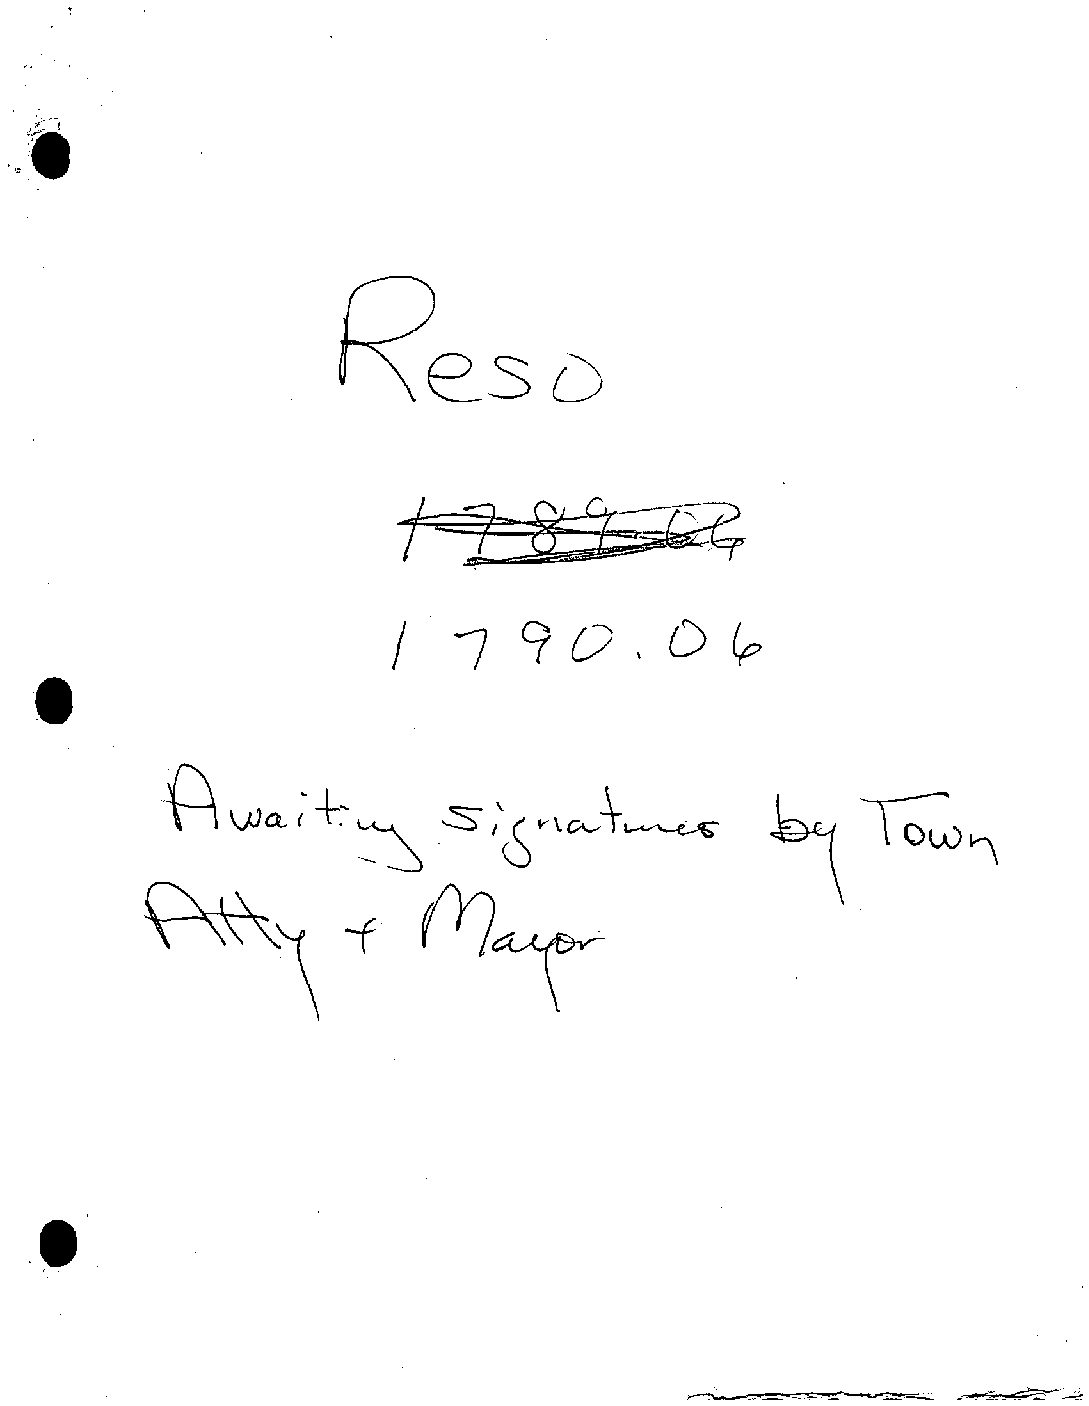 Reso
1789.06
1790.06
Awaiting signatures by Town
Atty + Mayor